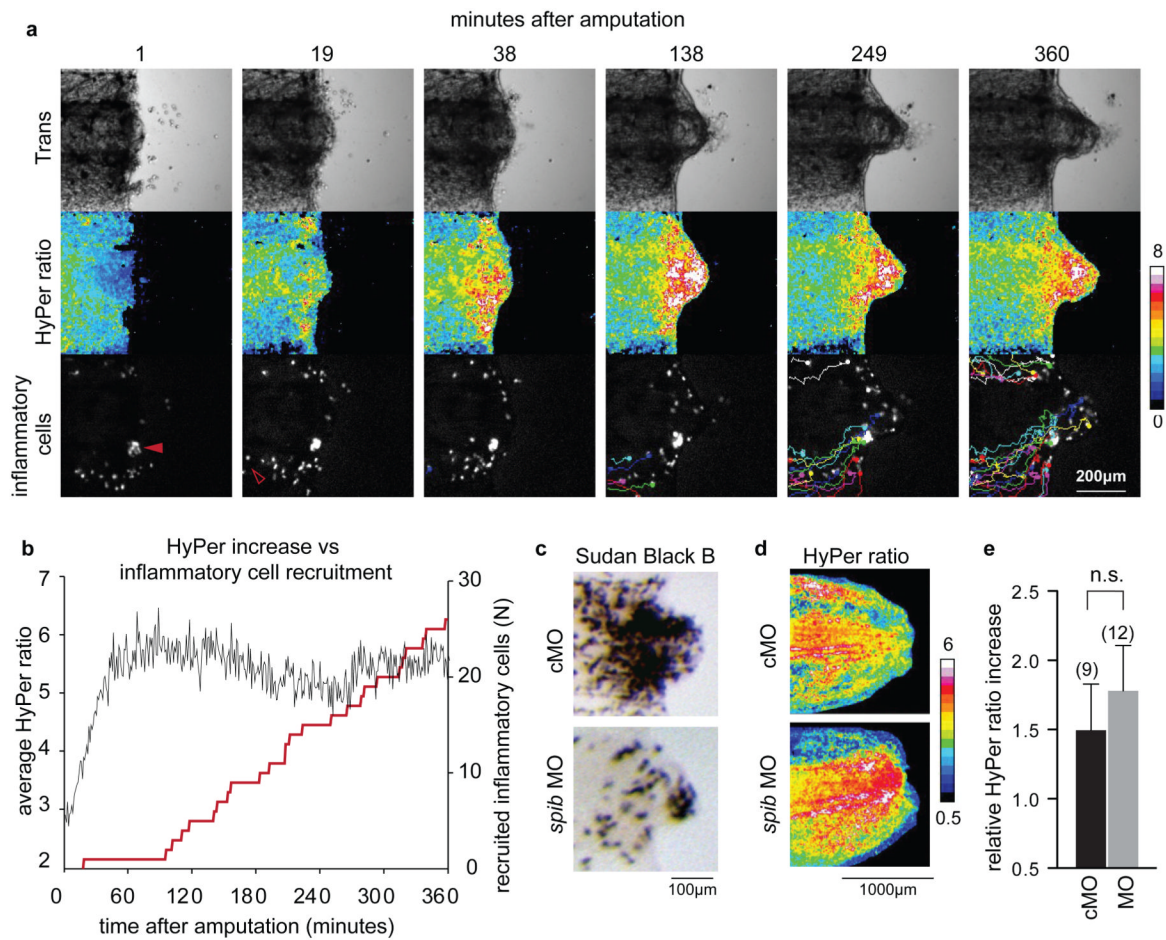 minutes after amputation
a
1 19 38 138 249 360
Trans
HyPer ratio
8
0
inflammatory
cells
200µm
b
HyPer increase vs
inflammatory cell recruitment
average HyPer ratio
7
6
5
4
3
2
recruited inflammatory cells (N)
30
20
10
0
0 60 120 180 240 300 360
time after amputation (minutes)
c
Sudan Black B
cMO
spib MO
100µm
d
HyPer ratio
cMO
spib MO
6
0.5
1000µm
e
n.s.
relative HyPer ratio increase
2.5
2.0
1.5
1.0
0.5
(9)
(12)
cMO
MO